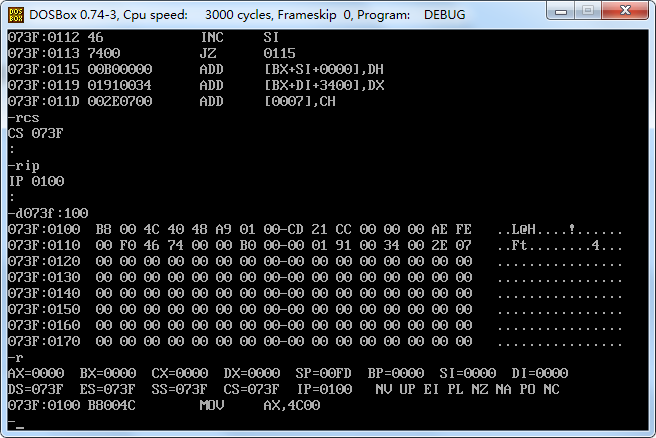 DOS BOX
DOSBox 0.74-3, Cpu speed: 3000 cycles, Frameskip 0, Program: DEBUG
073F:0112 46 INC SI
073F:0113 7400 JZ 0115
073F:0115 00B00000 ADD [BX+SI+0000],DH
073F:0119 01910034 ADD [BX+DI+3400],DX
073F:011D 002E0700 ADD [0007],CH
-rcs
CS 073F
:
-rip
IP 0100
:
-d073f:100
073F:0100 B8 00 4C 40 48 A9 01 00-CD 21 CC 00 00 00 AE FE ..L@H....!......
073F:0110 00 F0 46 74 00 00 B0 00-00 01 91 00 34 00 2E 07 ..Ft........4...
073F:0120 00 00 00 00 00 00 00 00-00 00 00 00 00 00 00 00 ................
073F:0130 00 00 00 00 00 00 00 00-00 00 00 00 00 00 00 00 ................
073F:0140 00 00 00 00 00 00 00 00-00 00 00 00 00 00 00 00 ................
073F:0150 00 00 00 00 00 00 00 00-00 00 00 00 00 00 00 00 ................
073F:0160 00 00 00 00 00 00 00 00-00 00 00 00 00 00 00 00 ................
073F:0170 00 00 00 00 00 00 00 00-00 00 00 00 00 00 00 00 ................
-r
AX=0000 BX=0000 CX=0000 DX=0000 SP=00FD BP=0000 SI=0000 DI=0000
DS=073F ES=073F SS=073F CS=073F IP=0100 NV UP EI PL NZ NA PO NC
073F:0100 B8004C MOV AX,4C00
-_